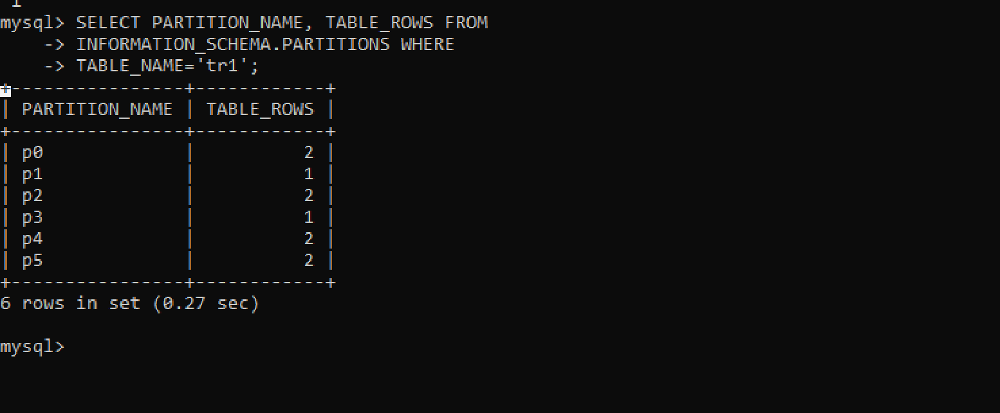 mysql> SELECT PARTITION_NAME, TABLE_ROWS FROM
    -> INFORMATION_SCHEMA.PARTITIONS WHERE
    -> TABLE_NAME='tr1';
+----------------+------------+
| PARTITION_NAME | TABLE_ROWS |
+----------------+------------+
| p0             |          2 |
| p1             |          1 |
| p2             |          2 |
| p3             |          1 |
| p4             |          2 |
| p5             |          2 |
+----------------+------------+
6 rows in set (0.27 sec)
mysql>